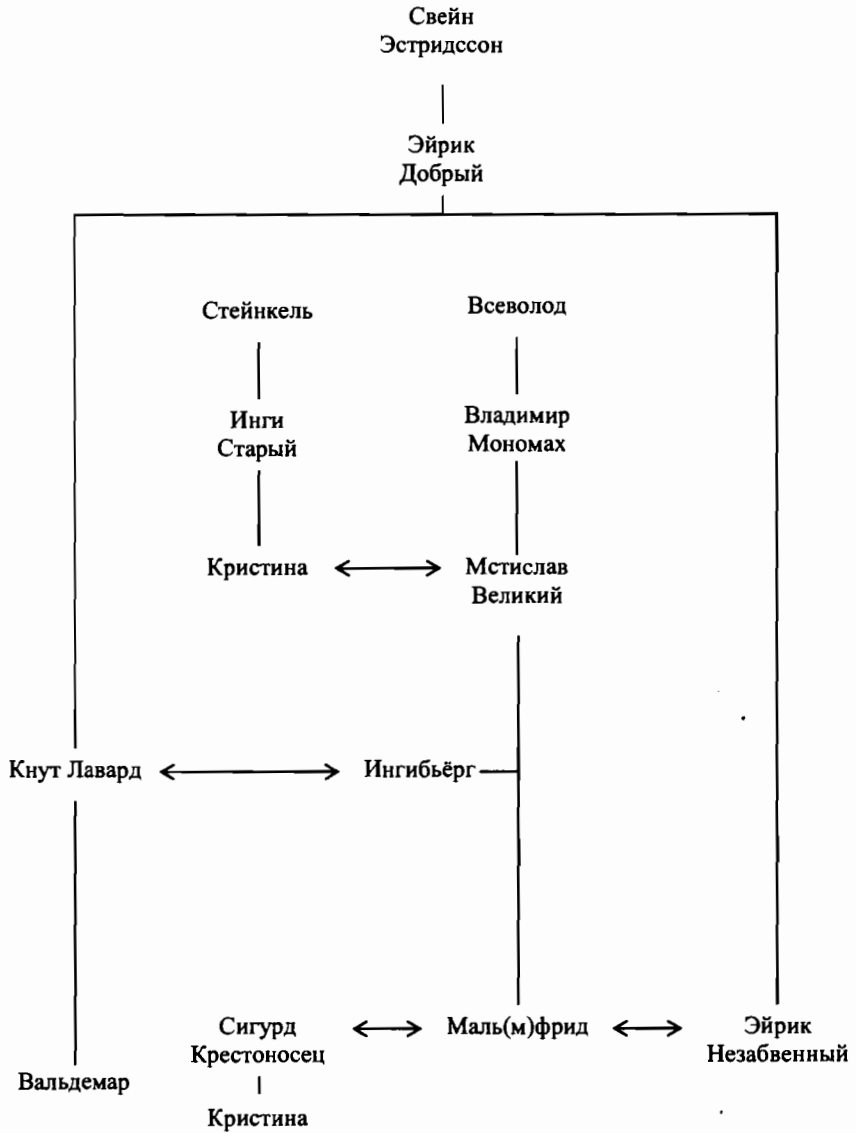 Свейн
Эстридссон
Эйрик
Добрый
Стейнкель
Всеволод
Инги
Старый
Владимир
Мономах
Кристина
Мстислав
Великий
Кнут Лавард
Ингибьёрг
Сигурд
Крестоносец
Маль(м)фрид
Эйрик
Незабвенный
Вальдемар
Кристина